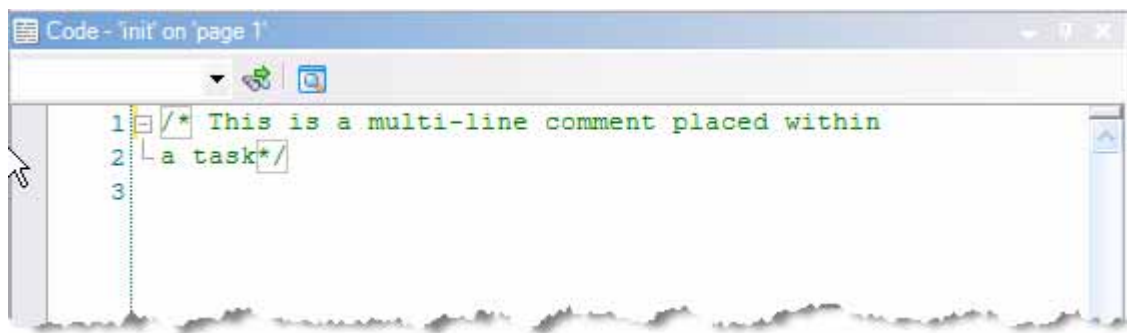 Code - 'init' on 'page 1'
1 /* This is a multi-line comment placed within
2 a task*/
3